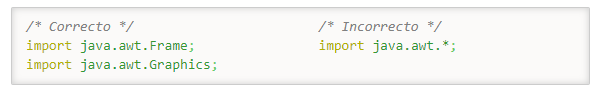 /* Correcto */
import java.awt.Frame;
import java.awt.Graphics;
/* Incorrecto */
import java.awt.*;